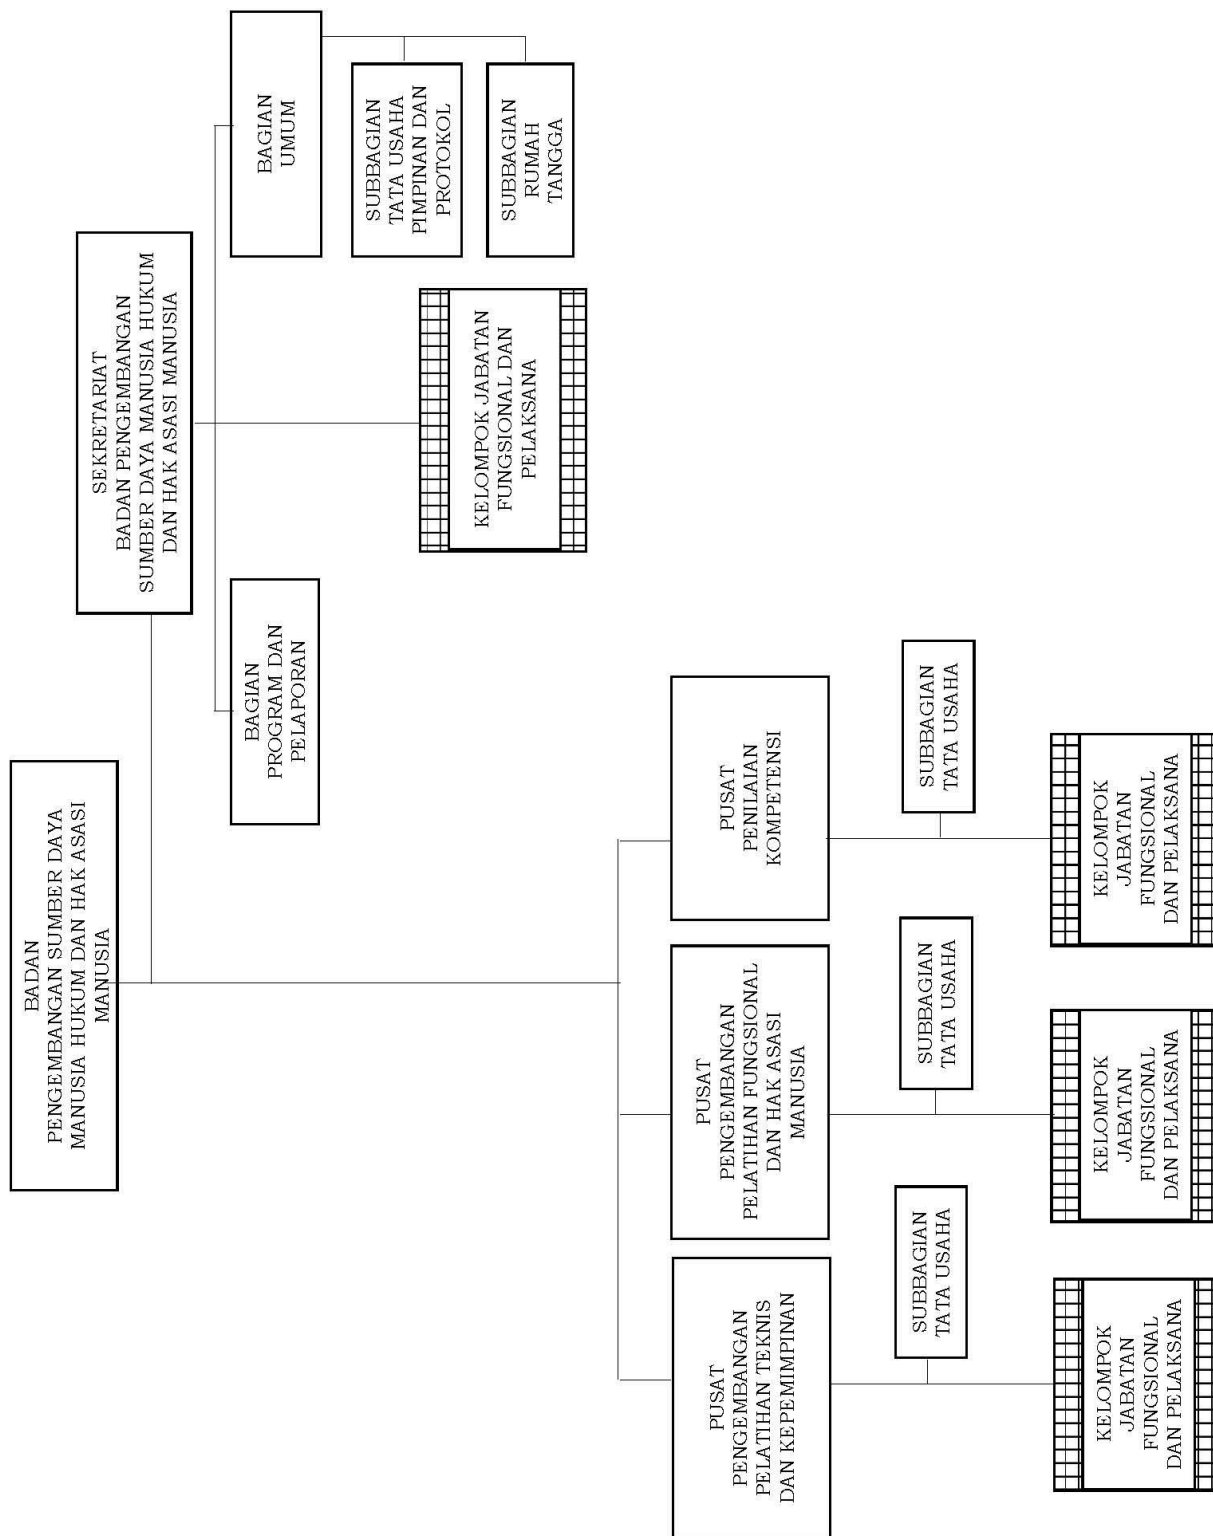 BADAN
PENGEMBANGAN SUMBER DAYA
MANUSIA HUKUM DAN HAK ASASI
MANUSIA
SEKRETARIAT
BADAN PENGEMBANGAN
SUMBER DAYA MANUSIA HUKUM
DAN HAK ASASI MANUSIA
BAGIAN
PROGRAM DAN
PELAPORAN
BAGIAN
UMUM
SUBBAGIAN
TATA USAHA
PIMPINAN DAN
PROTOKOL
SUBBAGIAN
RUMAH
TANGGA
KELOMPOK JABATAN
FUNGSIONAL DAN
PELAKSANA
PUSAT
PENGEMBANGAN
PELATIHAN TEKNIS
DAN KEPEMIMPINAN
PUSAT
PENGEMBANGAN
PELATIHAN FUNGSIONAL
DAN HAK ASASI
MANUSIA
PUSAT
PENILAIAN
KOMPETENSI
SUBBAGIAN
TATA USAHA
SUBBAGIAN
TATA USAHA
SUBBAGIAN
TATA USAHA
KELOMPOK
JABATAN
FUNGSIONAL
DAN PELAKSANA
KELOMPOK
JABATAN
FUNGSIONAL
DAN PELAKSANA
KELOMPOK
JABATAN
FUNGSIONAL
DAN PELAKSANA